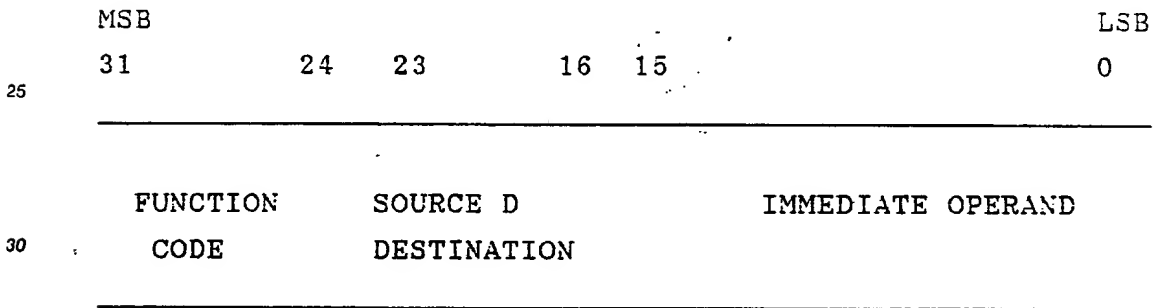 MSB LSB
31 24 23 16 15 0
25
FUNCTION SOURCE D IMMEDIATE OPERAND
30 CODE DESTINATION